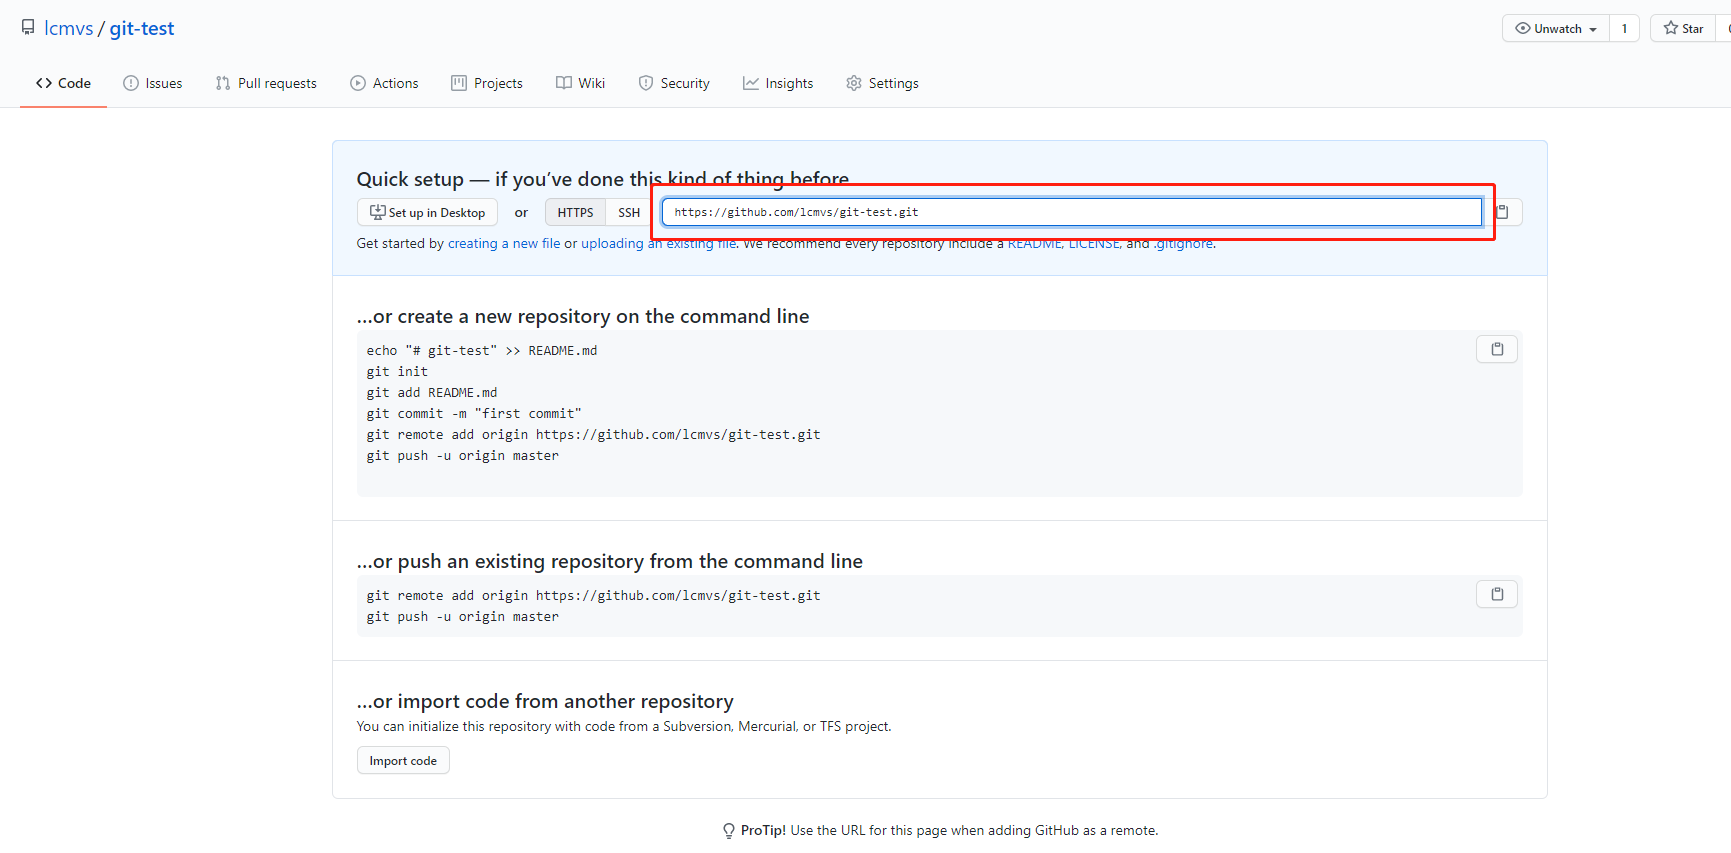 lcmvs / git-test
Unwatch 1 Star
Code Issues Pull requests Actions Projects Wiki Security Insights Settings
Quick setup — if you’ve done this kind of thing before
Set up in Desktop or HTTPS SSH https://github.com/lcmvs/git-test.git
Get started by creating a new file or uploading an existing file. We recommend every repository include a README, LICENSE, and .gitignore.
...or create a new repository on the command line
echo "# git-test" >> README.md
git init
git add README.md
git commit -m "first commit"
git remote add origin https://github.com/lcmvs/git-test.git
git push -u origin master
...or push an existing repository from the command line
git remote add origin https://github.com/lcmvs/git-test.git
git push -u origin master
...or import code from another repository
You can initialize this repository with code from a Subversion, Mercurial, or TFS project.
Import code
ProTip! Use the URL for this page when adding GitHub as a remote.